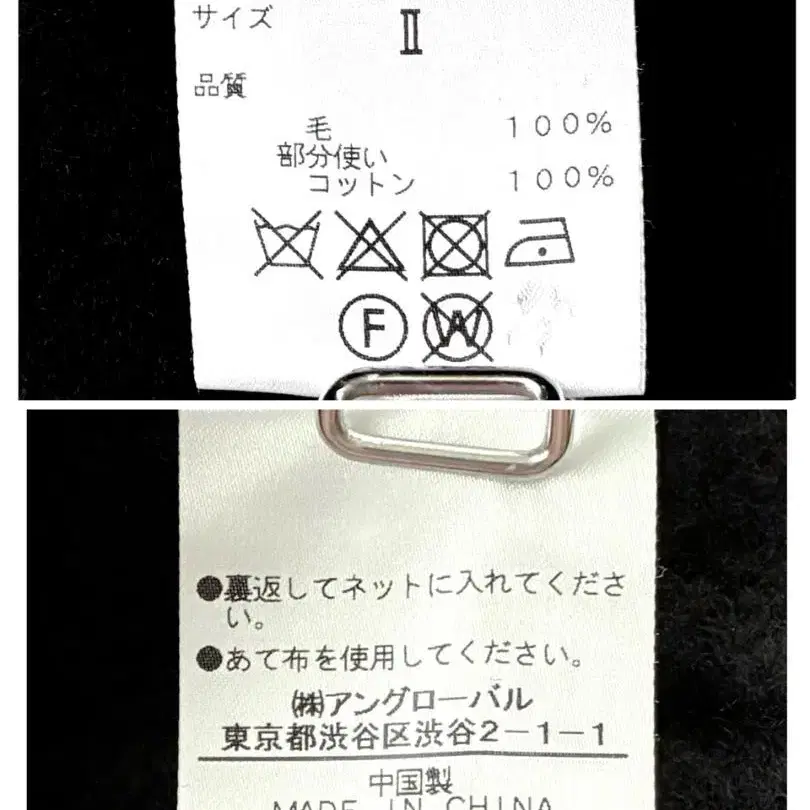 サイズ Ⅱ
品質
毛 １００％
部分使い
コットン １００％
F W
●裏返してネットに入れてくださ
い。
●あて布を使用してください。
㈱アングローバル
東京都渋谷区渋谷2－1－1
中国製
MADE IN CHINA